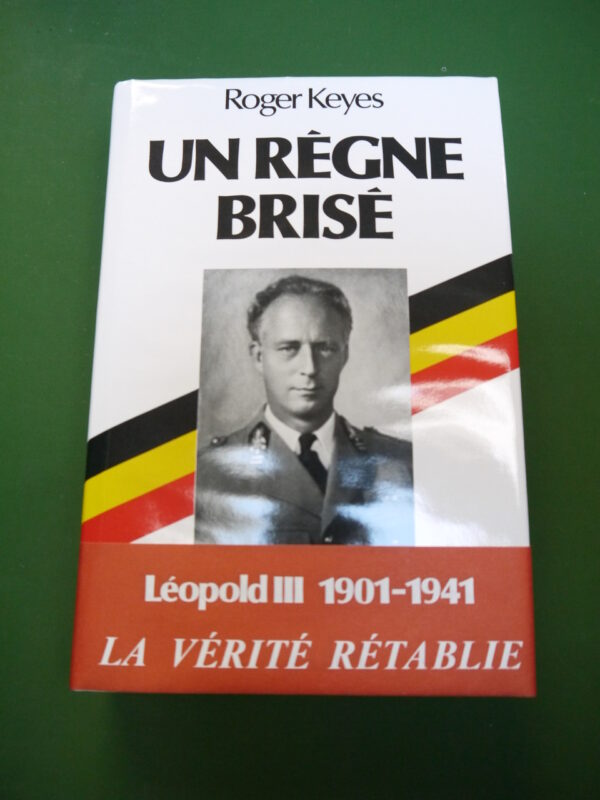 Roger Keyes
UN RÈGNE
BRISÉ
Léopold III 1901-1941
LA VÉRITÉ RÉTABLIE